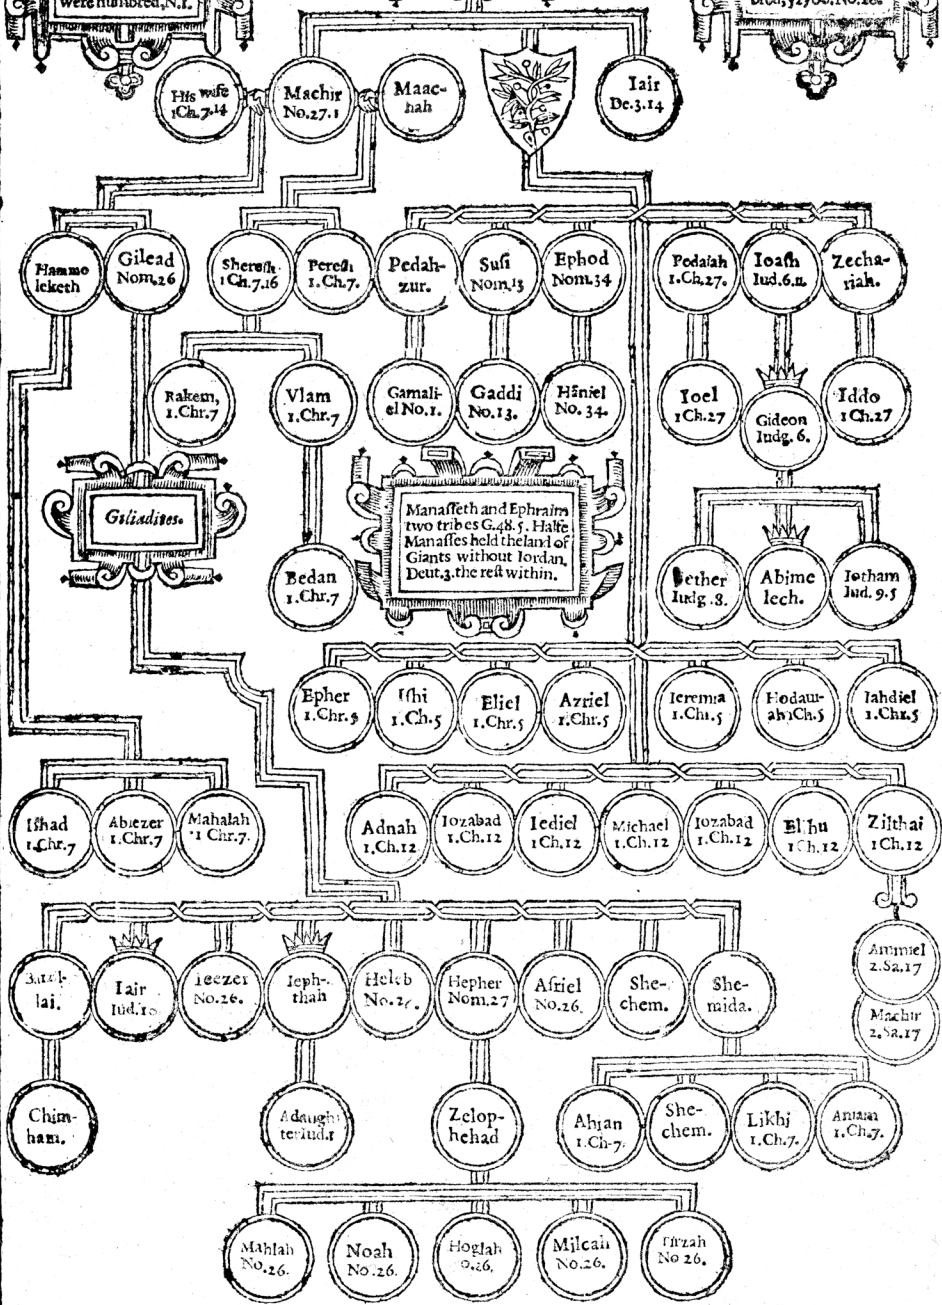 were numbred, N.1.
His wife
1Ch.7.14
Machir
No.27.1
Maac-
hah
Iair
De.3.14
Hammo
leketh
Gilead
Nom.26
Sheresh.
1Ch.7.16
Peresh
1.Ch.7.
Pedah-
zur.
Susi
Nom.13
Ephod
Nom.34
Pedaiah
1.Ch.27.
Ioash
Iud.6.11.
Zecha-
riah.
Rakem,
1.Chr.7
Vlam
1.Chr.7
Gamali-
el No.1.
Gaddi
No.13.
Haniel
No. 34.
Ioel
1Ch.27
Gideon
Iudg. 6.
Iddo
1Ch.27
Giliadites.
Manasseth and Ephraim
two tribes G.48.5. Halfe
Manasses held the land of
Giants without Iordan,
Deut.3. the rest within.
Bedan
1.Chr.7
Iether
Iudg.8.
Abime
lech.
Iotham
Iud. 9.5
Epher
1.Chr.5
Ishi
1.Ch.5
Eliel
1.Chr.5
Azriel
1.Chr.5
Ieremia
1.Ch1.5
Hodaui-
ah 1Ch.5
Iahdiel
1.Chr.5
Ishad
1.Chr.7
Abiezer
1.Chr.7
Mahalah
1 Chr.7.
Adnah
1.Ch.12
Iozabad
1.Ch.12
Iediel
1Ch.12
Michael
1.Ch.12
Iozabad
1.Ch.12
Elihu
1Ch.12
Zilthai
1Ch.12
Ammiel
2.Sa.17
Machir
2.Sa.17
Barzil-
lai.
Iair
Iud.10
Ieezer
No.26.
Ieph-
thah
Heleb
No.26.
Hepher
Nom.27
Asriel
No.26.
She-
chem.
She-
mida.
Chim-
ham.
A daugh
ter Iud.1
Zelop-
hehad
Ahian
1.Ch-7.
She-
chem.
Likhi
1.Ch.7.
Aniam
1.Ch.7.
Mahlah
No.26.
Noah
No.26.
Hoglah
o.26.
Milcah
No.26.
Tirzah
No 26.